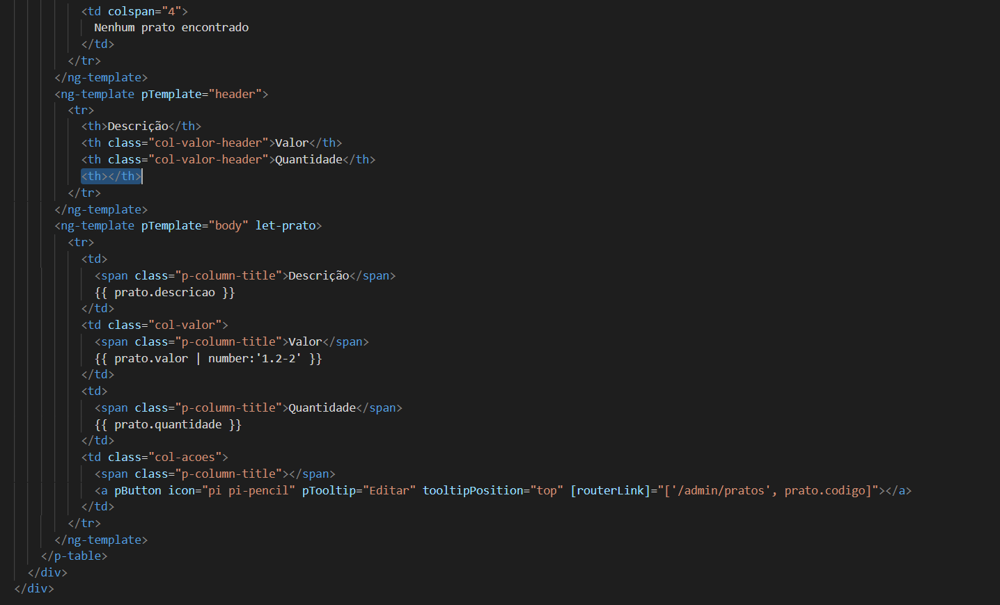 <td colspan="4">
Nenhum prato encontrado
</td>
</tr>
</ng-template>
<ng-template pTemplate="header">
<tr>
<th>Descrição</th>
<th class="col-valor-header">Valor</th>
<th class="col-valor-header">Quantidade</th>
<th></th>
</tr>
</ng-template>
<ng-template pTemplate="body" let-prato>
<tr>
<td>
<span class="p-column-title">Descrição</span>
{{ prato.descricao }}
</td>
<td class="col-valor">
<span class="p-column-title">Valor</span>
{{ prato.valor | number:'1.2-2' }}
</td>
<td>
<span class="p-column-title">Quantidade</span>
{{ prato.quantidade }}
</td>
<td class="col-acoes">
<span class="p-column-title"></span>
<a pButton icon="pi pi-pencil" pTooltip="Editar" tooltipPosition="top" [routerLink]="['/admin/pratos', prato.codigo]"></a>
</td>
</tr>
</ng-template>
</p-table>
</div>
</div>